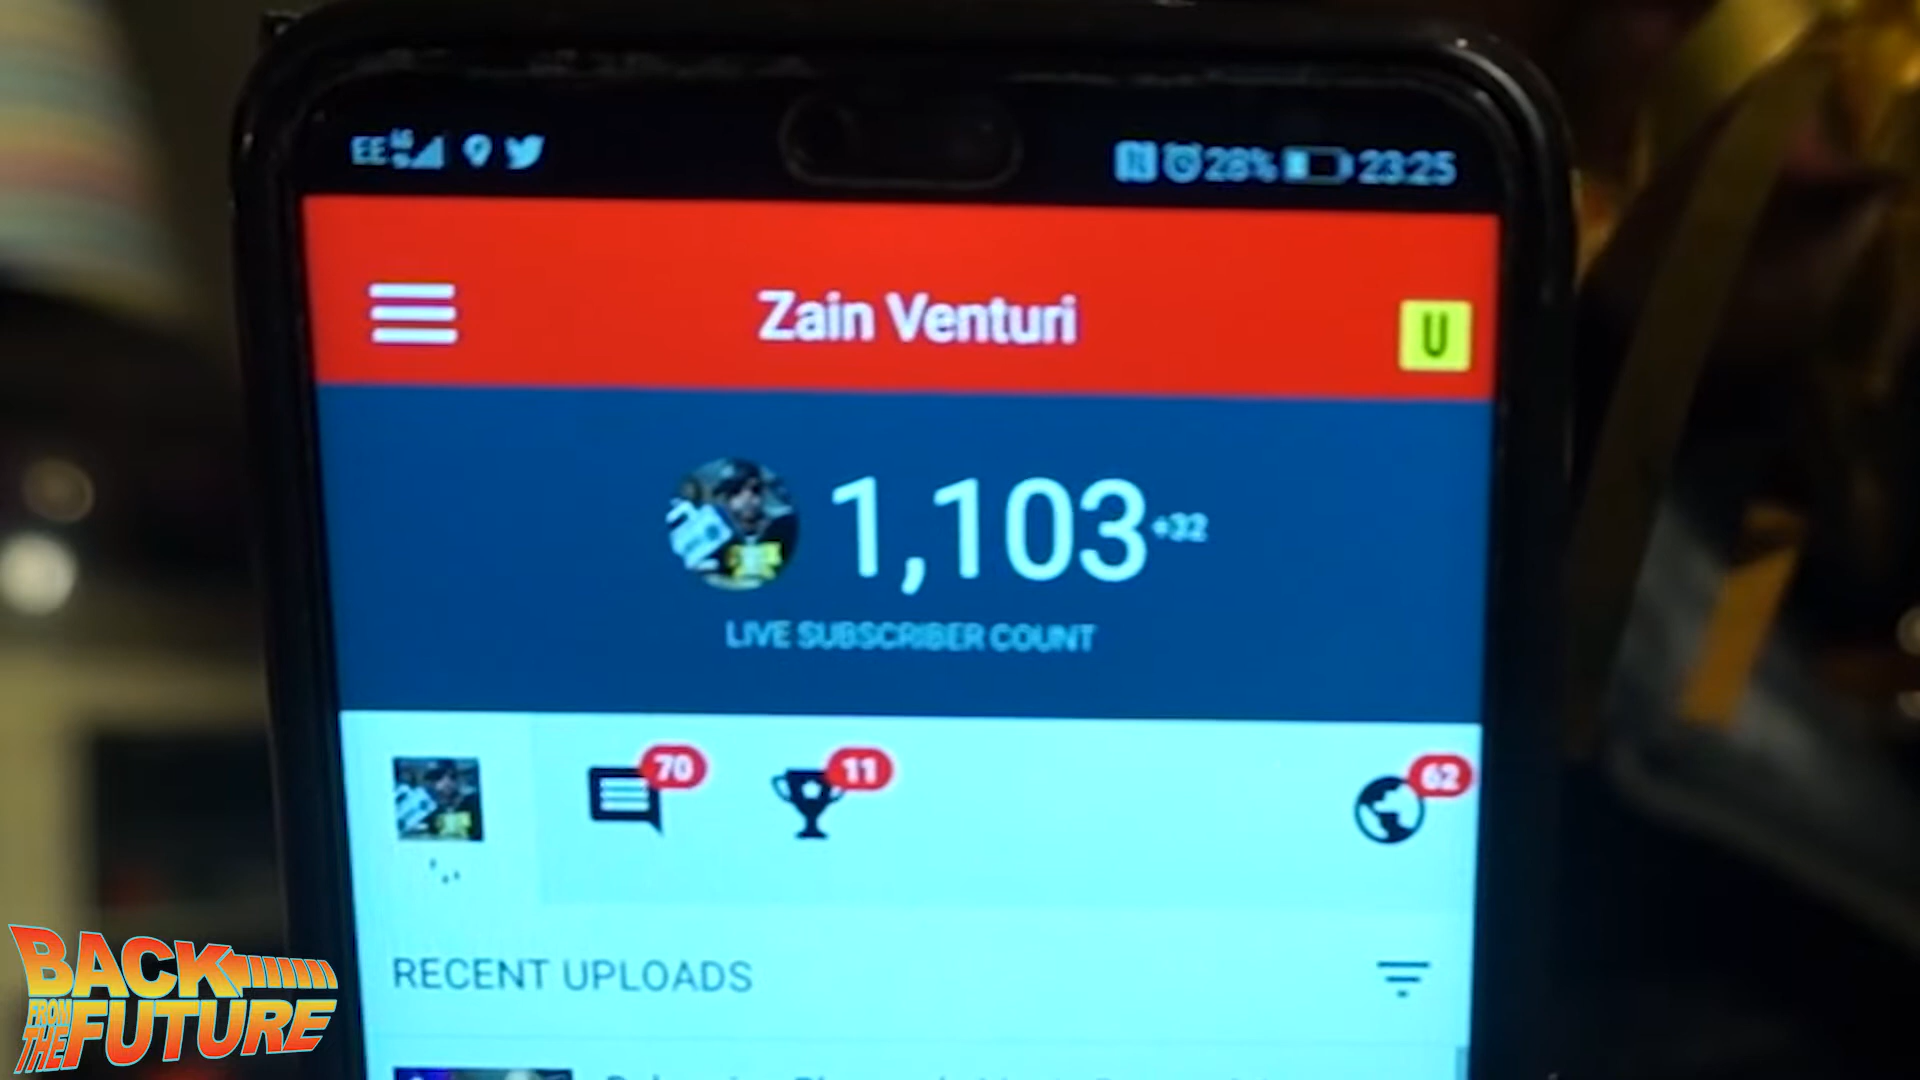 EE
28%
23:25
Zain Venturi
U
1,103 +32
LIVE SUBSCRIBER COUNT
70
11
62
RECENT UPLOADS
BACK
FROM
THE FUTURE